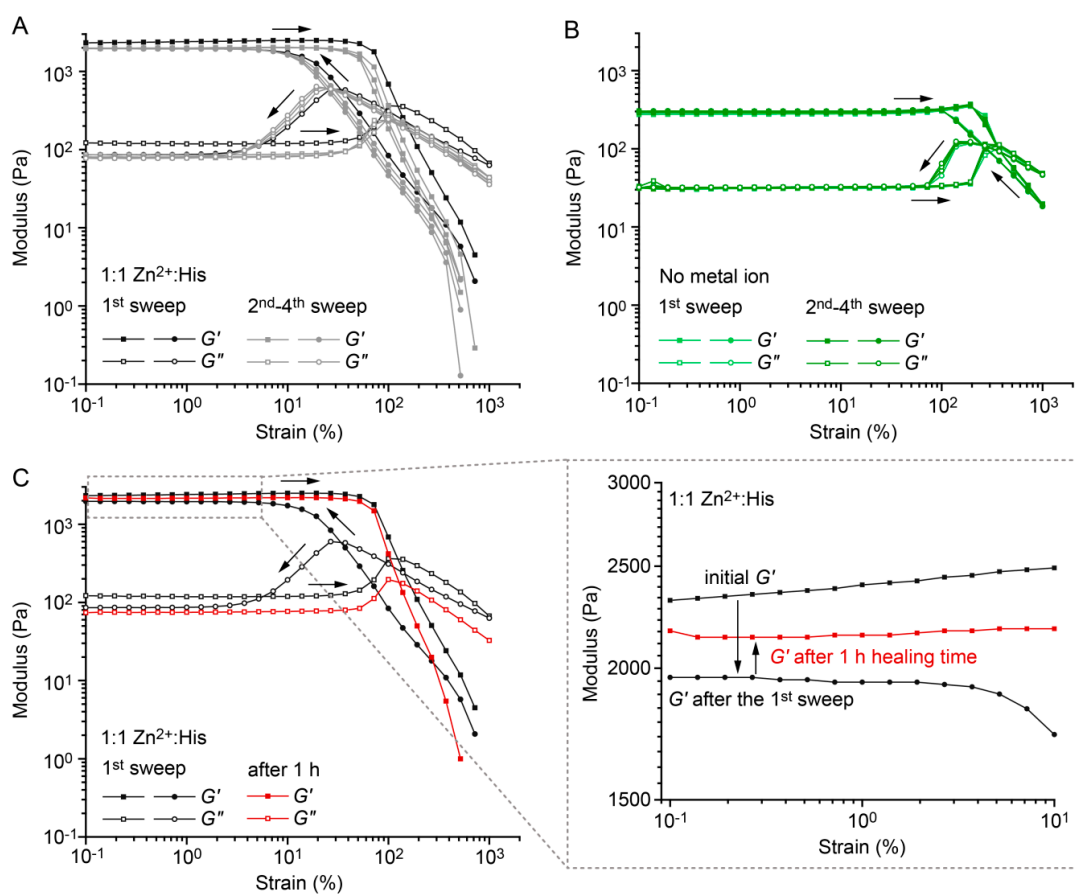 A
10³
10²
10¹
10⁰
10⁻¹
Modulus (Pa)
1:1 Zn²⁺:His
1ˢᵗ sweep 2ⁿᵈ-4ᵗʰ sweep
G′ G′
G″ G″
10⁻¹ 10⁰ 10¹ 10² 10³
Strain (%)
B
10³
10²
10¹
10⁰
10⁻¹
Modulus (Pa)
No metal ion
1ˢᵗ sweep 2ⁿᵈ-4ᵗʰ sweep
G′ G′
G″ G″
10⁻¹ 10⁰ 10¹ 10² 10³
Strain (%)
C
10³
10²
10¹
10⁰
10⁻¹
Modulus (Pa)
1:1 Zn²⁺:His
1ˢᵗ sweep after 1 h
G′ G′
G″ G″
10⁻¹ 10⁰ 10¹ 10² 10³
Strain (%)
3000
2500
2000
1500
Modulus (Pa)
1:1 Zn²⁺:His
initial G′
G′ after 1 h healing time
G′ after the 1ˢᵗ sweep
10⁻¹ 10⁰ 10¹
Strain (%)